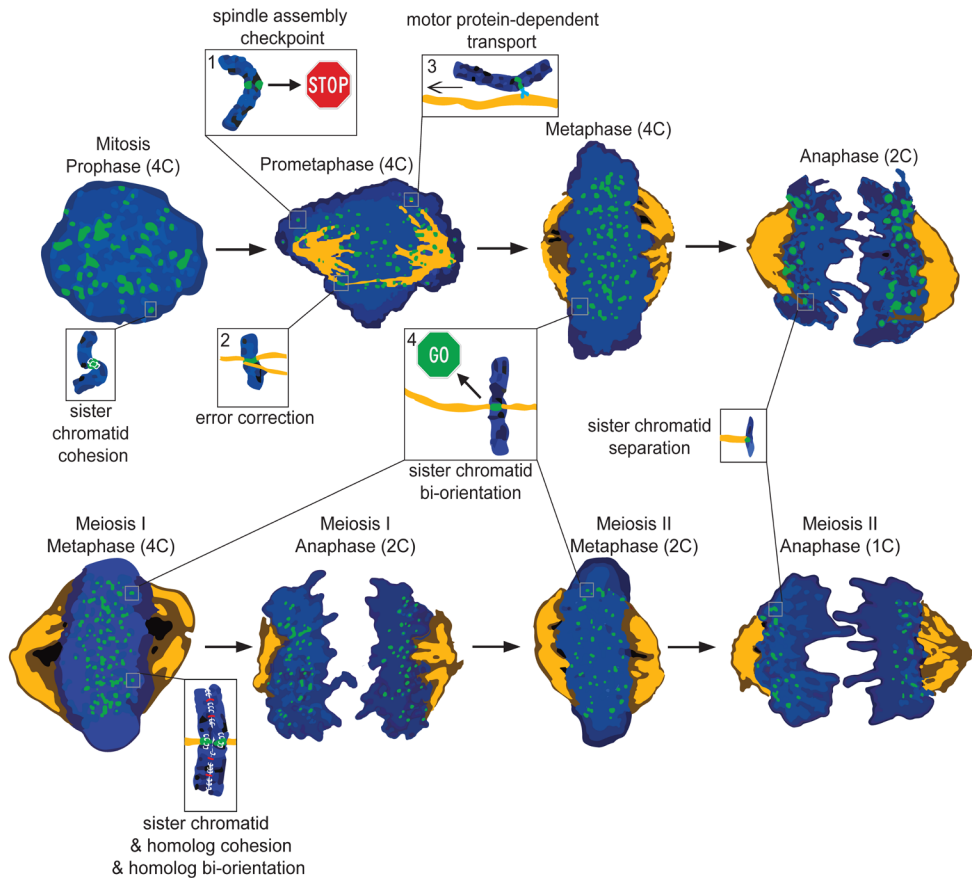 spindle assembly
checkpoint
1
STOP
motor protein-dependent
transport
3
Mitosis
Prophase (4C)
Prometaphase (4C)
Metaphase (4C)
Anaphase (2C)
sister
chromatid
cohesion
2
error correction
4
GO
sister chromatid
bi-orientation
sister chromatid
separation
Meiosis I
Metaphase (4C)
Meiosis I
Anaphase (2C)
Meiosis II
Metaphase (2C)
Meiosis II
Anaphase (1C)
sister chromatid
& homolog cohesion
& homolog bi-orientation